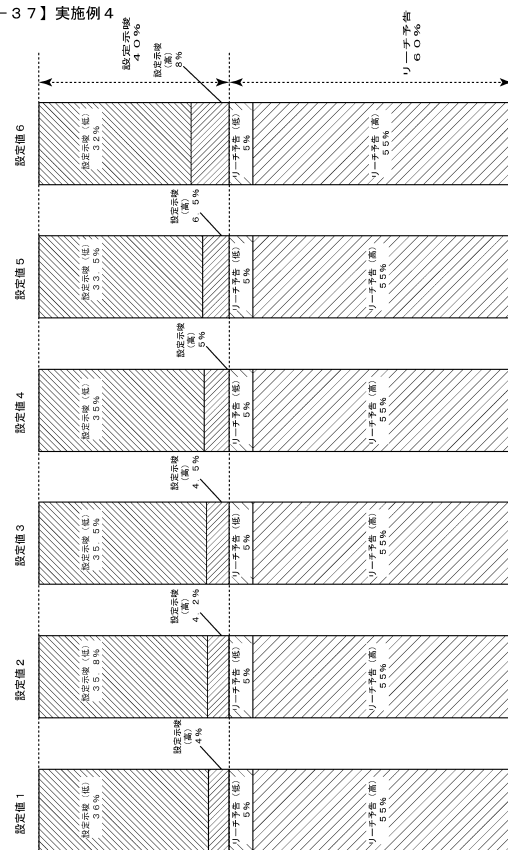 －３７】実施例４
設定示唆
４０％
リーチ予告
６０％
設定値６
設定示唆（低）
３２％
設定示唆
（高）
８％
リーチ予告（低）
５％
リーチ予告（高）
５５％
設定値５
設定示唆（低）
３３．５％
設定示唆
（高）
６．５％
リーチ予告（低）
５％
リーチ予告（高）
５５％
設定値４
設定示唆（低）
３５％
設定示唆
（高）
５％
リーチ予告（低）
５％
リーチ予告（高）
５５％
設定値３
設定示唆（低）
３５．５％
設定示唆
（高）
４．５％
リーチ予告（低）
５％
リーチ予告（高）
５５％
設定値２
設定示唆（低）
３５．８％
設定示唆
（高）
４．２％
リーチ予告（低）
５％
リーチ予告（高）
５５％
設定値１
設定示唆（低）
３６％
設定示唆
（高）
４％
リーチ予告（低）
５％
リーチ予告（高）
５５％